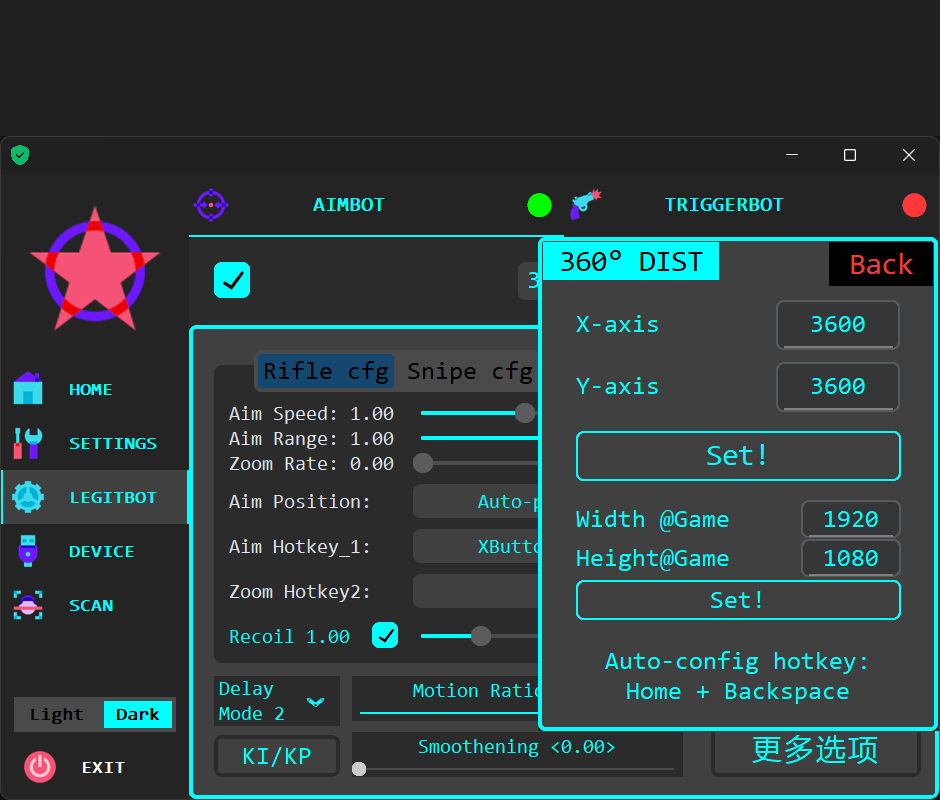 AIMBOT
TRIGGERBOT
3
360° DIST
Back
X-axis 3600
Y-axis 3600
Set!
Width @Game 1920
Height@Game 1080
Set!
Auto-config hotkey:
Home + Backspace
Rifle cfg Snipe cfg
Aim Speed: 1.00
Aim Range: 1.00
Zoom Rate: 0.00
Aim Position: Auto-p
Aim Hotkey_1: XButto
Zoom Hotkey2:
Recoil 1.00
Delay
Mode 2
Motion Ratio
KI/KP
Smoothening <0.00>
更多选项
HOME
SETTINGS
LEGITBOT
DEVICE
SCAN
Light Dark
EXIT